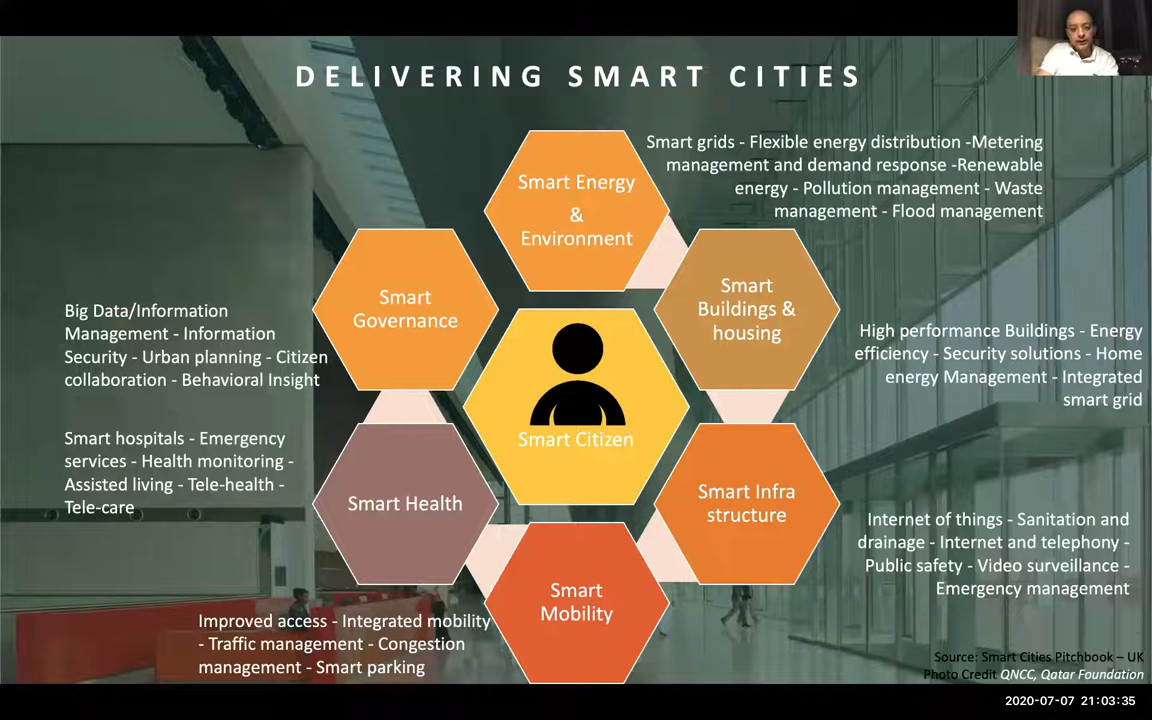 DELIVERING SMART CITIES
Smart Energy
&
Environment
Smart grids - Flexible energy distribution -Metering
management and demand response -Renewable
energy - Pollution management - Waste
management - Flood management
Smart
Buildings &
housing
High performance Buildings - Energy
efficiency - Security solutions - Home
energy Management - Integrated
smart grid
Smart Infra
structure
Internet of things - Sanitation and
drainage - Internet and telephony -
Public safety - Video surveillance -
Emergency management
Smart
Mobility
Improved access - Integrated mobility
- Traffic management - Congestion
management - Smart parking
Smart Health
Smart hospitals - Emergency
services - Health monitoring -
Assisted living - Tele-health -
Tele-care
Smart
Governance
Big Data/Information
Management - Information
Security - Urban planning - Citizen
collaboration - Behavioral Insight
Smart Citizen
Source: Smart Cities Pitchbook – UK
Photo Credit QNCC, Qatar Foundation
2020-07-07 21:03:35